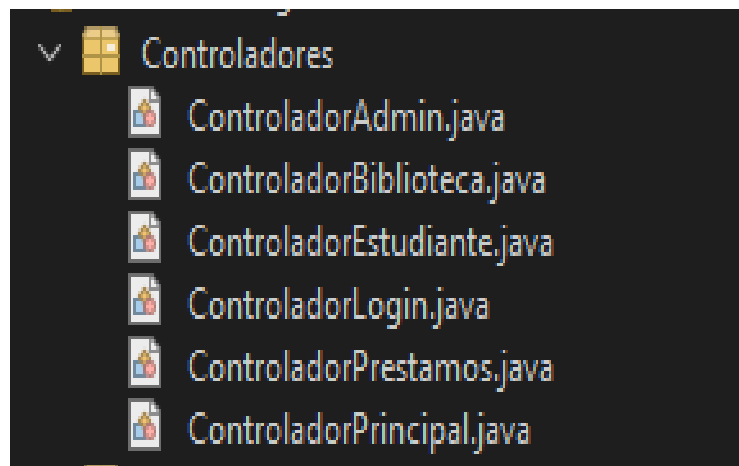 Controladores
ControladorAdmin.java
ControladorBiblioteca.java
ControladorEstudiante.java
ControladorLogin.java
ControladorPrestamos.java
ControladorPrincipal.java